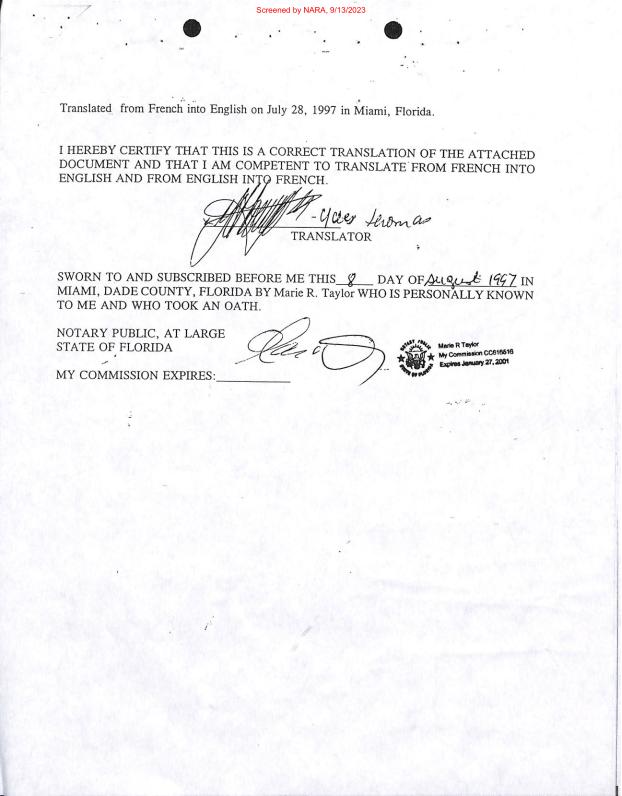 Screened by NARA, 9/13/2023
Translated from French into English on July 28, 1997 in Miami, Florida.
I HEREBY CERTIFY THAT THIS IS A CORRECT TRANSLATION OF THE ATTACHED
DOCUMENT AND THAT I AM COMPETENT TO TRANSLATE FROM FRENCH INTO
ENGLISH AND FROM ENGLISH INTO FRENCH.
TRANSLATOR
SWORN TO AND SUBSCRIBED BEFORE ME THIS 8 DAY OF August 1997 IN
MIAMI, DADE COUNTY, FLORIDA BY Marie R. Taylor WHO IS PERSONALLY KNOWN
TO ME AND WHO TOOK AN OATH.
NOTARY PUBLIC, AT LARGE
STATE OF FLORIDA
NOTARY PUBLIC
STATE OF FLORIDA
Marie R Taylor
My Commission CC616516
Expires January 27, 2001
MY COMMISSION EXPIRES: